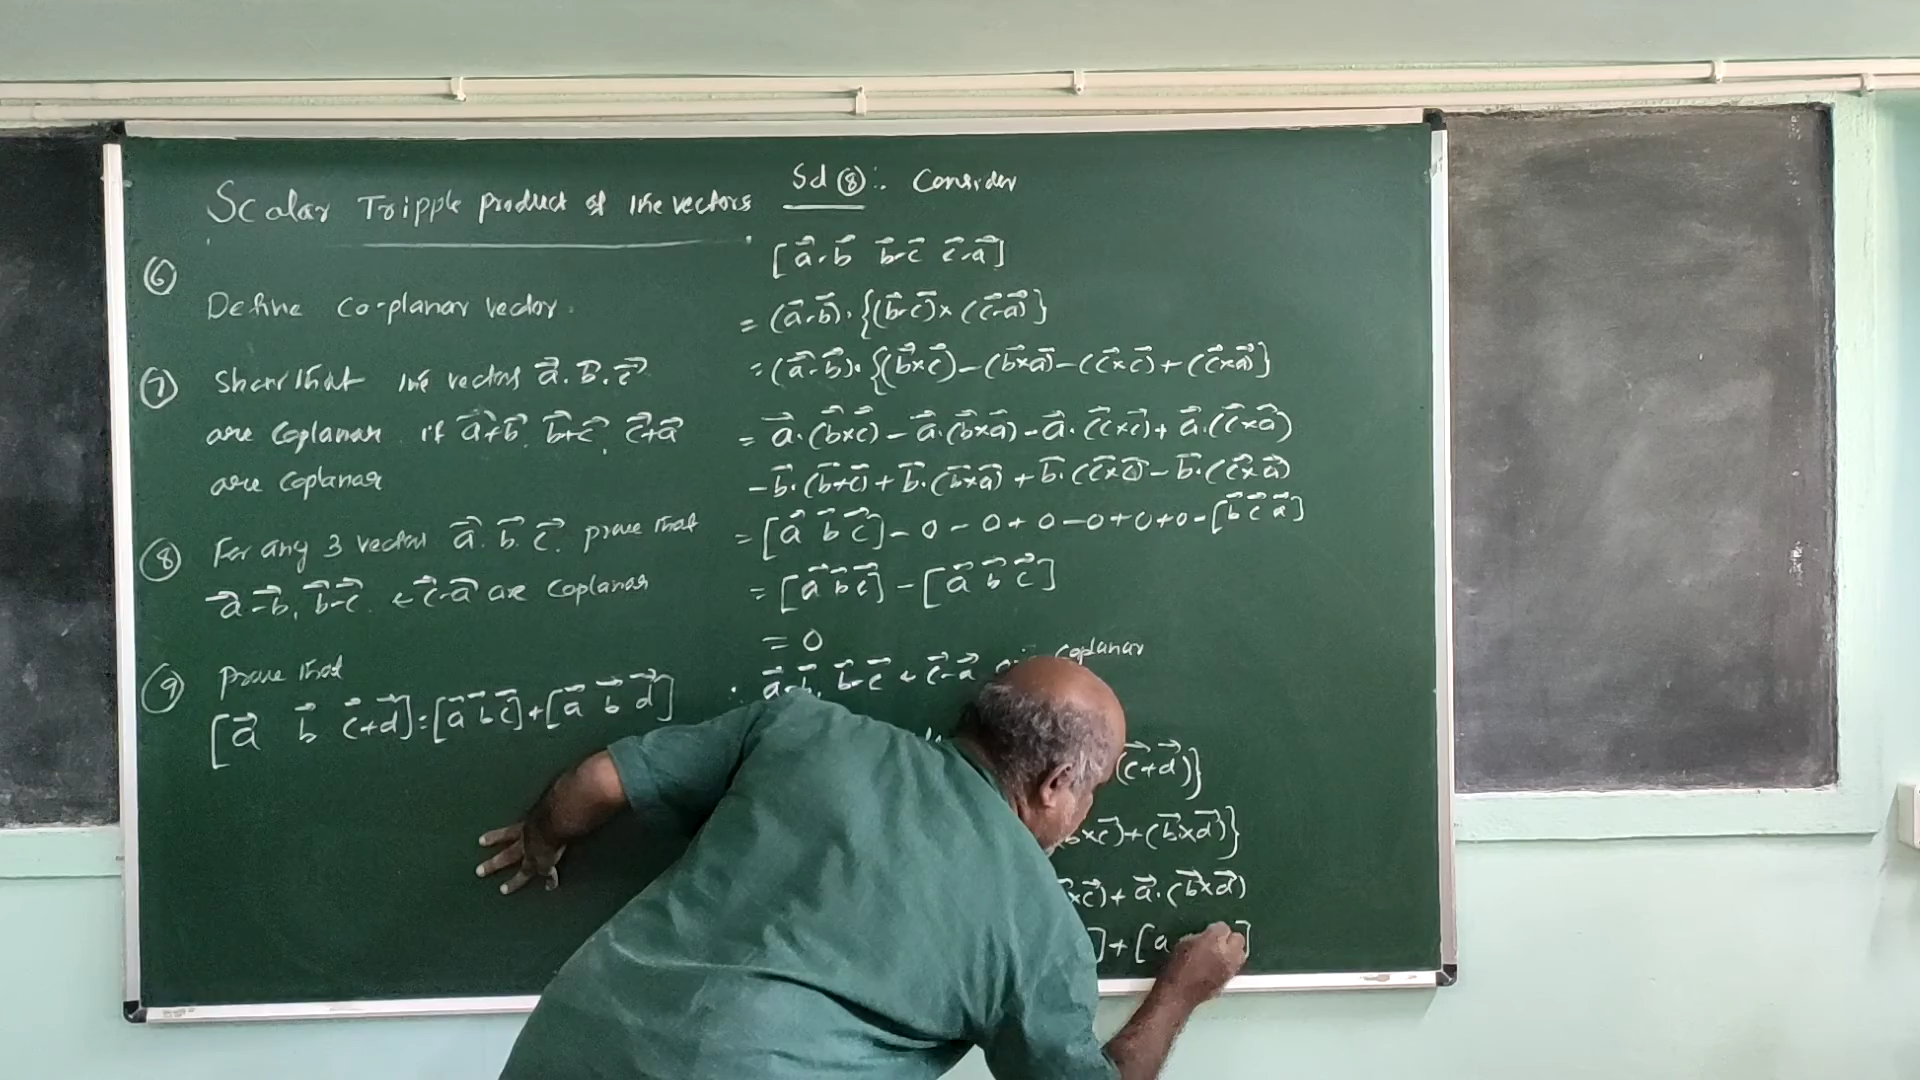 Scalar Tripple product of the vectors
⑥
Define Co-planar vector.
⑦ Show that the vectors a⃗, b⃗, c⃗
are Coplanar if a⃗+b⃗, b⃗+c⃗, c⃗+a⃗
are Coplanar
⑧ For any 3 vectors a⃗, b⃗, c⃗, prove that
a⃗-b⃗, b⃗-c⃗, & c⃗-a⃗ are Coplanar
⑨ Prove that
[a⃗ b⃗ c⃗+d⃗] = [a⃗ b⃗ c⃗] + [a⃗ b⃗ d⃗]
Sol ⑧ :. Consider
[a⃗-b⃗ b⃗-c⃗ c⃗-a⃗]
= (a⃗-b⃗)·{(b⃗-c⃗)×(c⃗-a⃗)}
= (a⃗-b⃗)·{(b⃗×c⃗)-(b⃗×a⃗)-(c⃗×c⃗)+(c⃗×a⃗)}
= a⃗·(b⃗×c⃗)-a⃗·(b⃗×a⃗)-a⃗·(c⃗×c⃗)+a⃗·(c⃗×a⃗)
-b⃗·(b⃗×c⃗)+b⃗·(b⃗×a⃗)+b⃗·(c⃗×c⃗)-b⃗·(c⃗×a⃗)
= [a⃗ b⃗ c⃗]-0-0+0-0+0+0-[b⃗ c⃗ a⃗]
= [a⃗ b⃗ c⃗]-[a⃗ b⃗ c⃗]
= 0
a⃗-b⃗, b⃗-c⃗ & c⃗-a⃗ coplanar
(c⃗+d⃗)}
b⃗×c⃗)+(b⃗×d⃗)}
×c⃗)+a⃗·(b⃗×d⃗)
]+[a ]